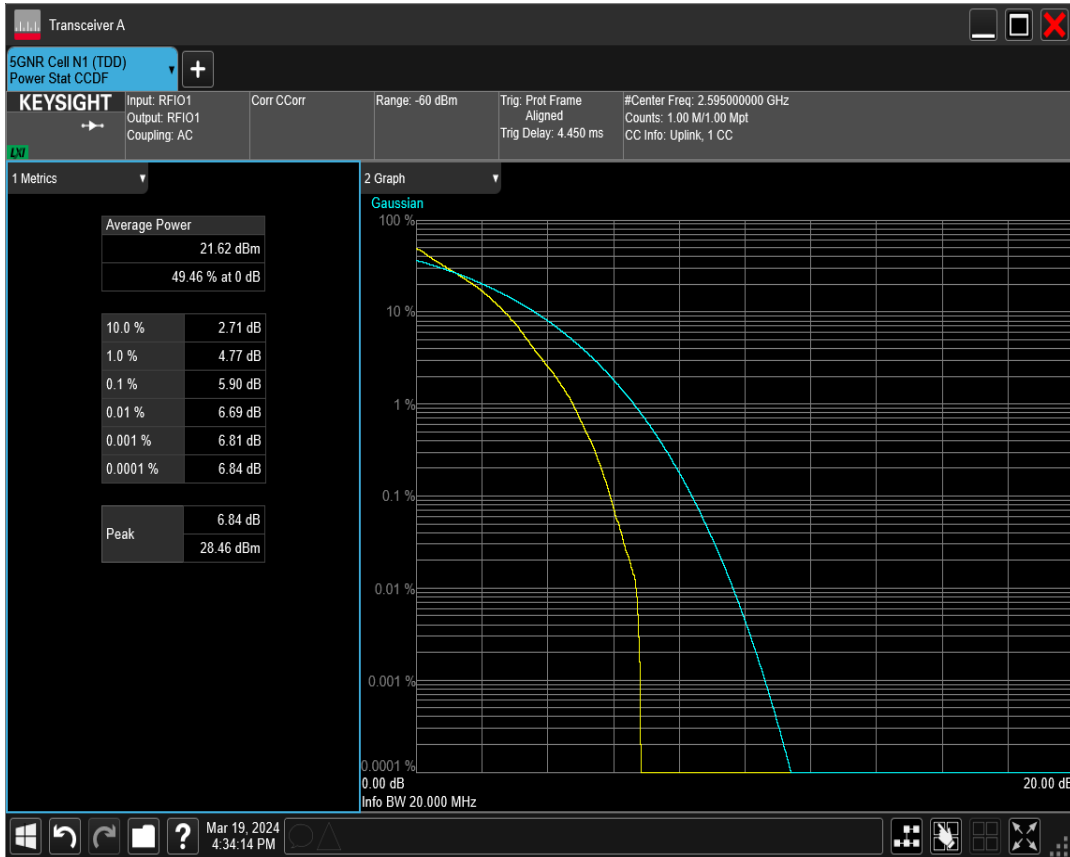 Transceiver A
5GNR Cell N1 (TDD)
Power Stat CCDF
+
KEYSIGHT
LXI
Input: RFIO1
Output: RFIO1
Coupling: AC
Corr CCorr
Range: -60 dBm
Trig: Prot Frame
Aligned
Trig Delay: 4.450 ms
#Center Freq: 2.595000000 GHz
Counts: 1.00 M/1.00 Mpt
CC Info: Uplink, 1 CC
1 Metrics
Average Power
21.62 dBm
49.46 % at 0 dB
10.0 % 2.71 dB
1.0 % 4.77 dB
0.1 % 5.90 dB
0.01 % 6.69 dB
0.001 % 6.81 dB
0.0001 % 6.84 dB
Peak
6.84 dB
28.46 dBm
2 Graph
Gaussian
100 %
10 %
1 %
0.1 %
0.01 %
0.001 %
0.0001 %
0.00 dB 20.00 dB
Info BW 20.000 MHz
?
Mar 19, 2024
4:34:14 PM